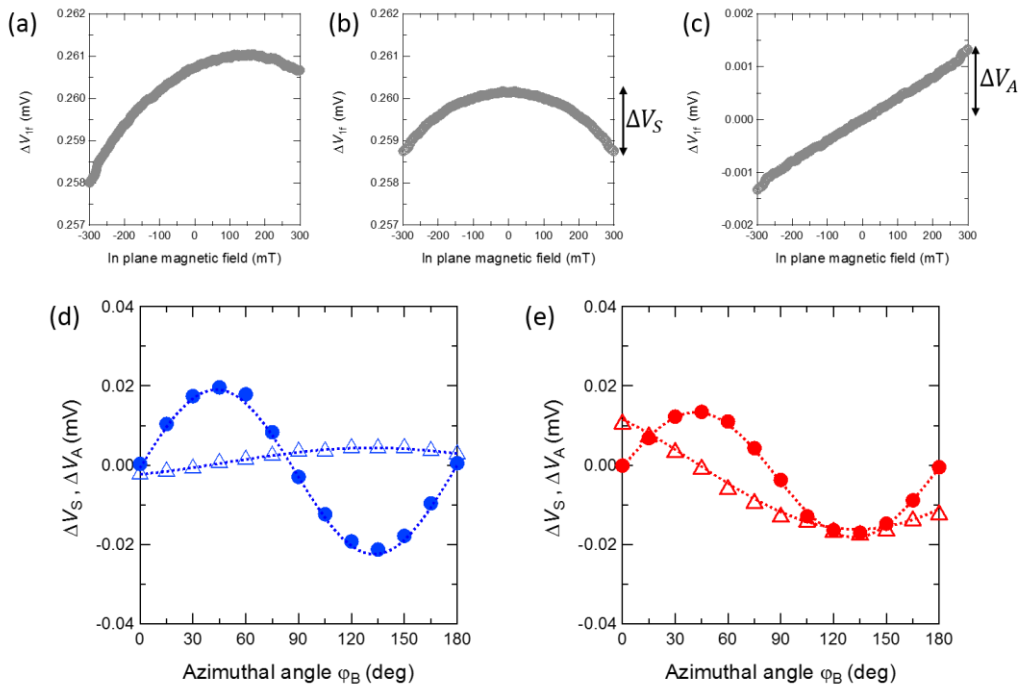 (a)
0.262
0.261
0.260
0.259
0.258
0.257
ΔV1f (mV)
-300 -200 -100 0 100 200 300
In plane magnetic field (mT)
(b)
0.262
0.261
0.260
0.259
0.258
0.257
ΔV1f (mV)
ΔVS
-300 -200 -100 0 100 200 300
In plane magnetic field (mT)
(c)
0.002
0.001
0.000
-0.001
-0.002
ΔV1f (mV)
ΔVA
-300 -200 -100 0 100 200 300
In plane magnetic field (mT)
(d)
0.04
0.02
0.00
-0.02
-0.04
ΔVS , ΔVA (mV)
0 30 60 90 120 150 180
Azimuthal angle φB (deg)
(e)
0.04
0.02
0.00
-0.02
-0.04
ΔVS , ΔVA (mV)
0 30 60 90 120 150 180
Azimuthal angle φB (deg)